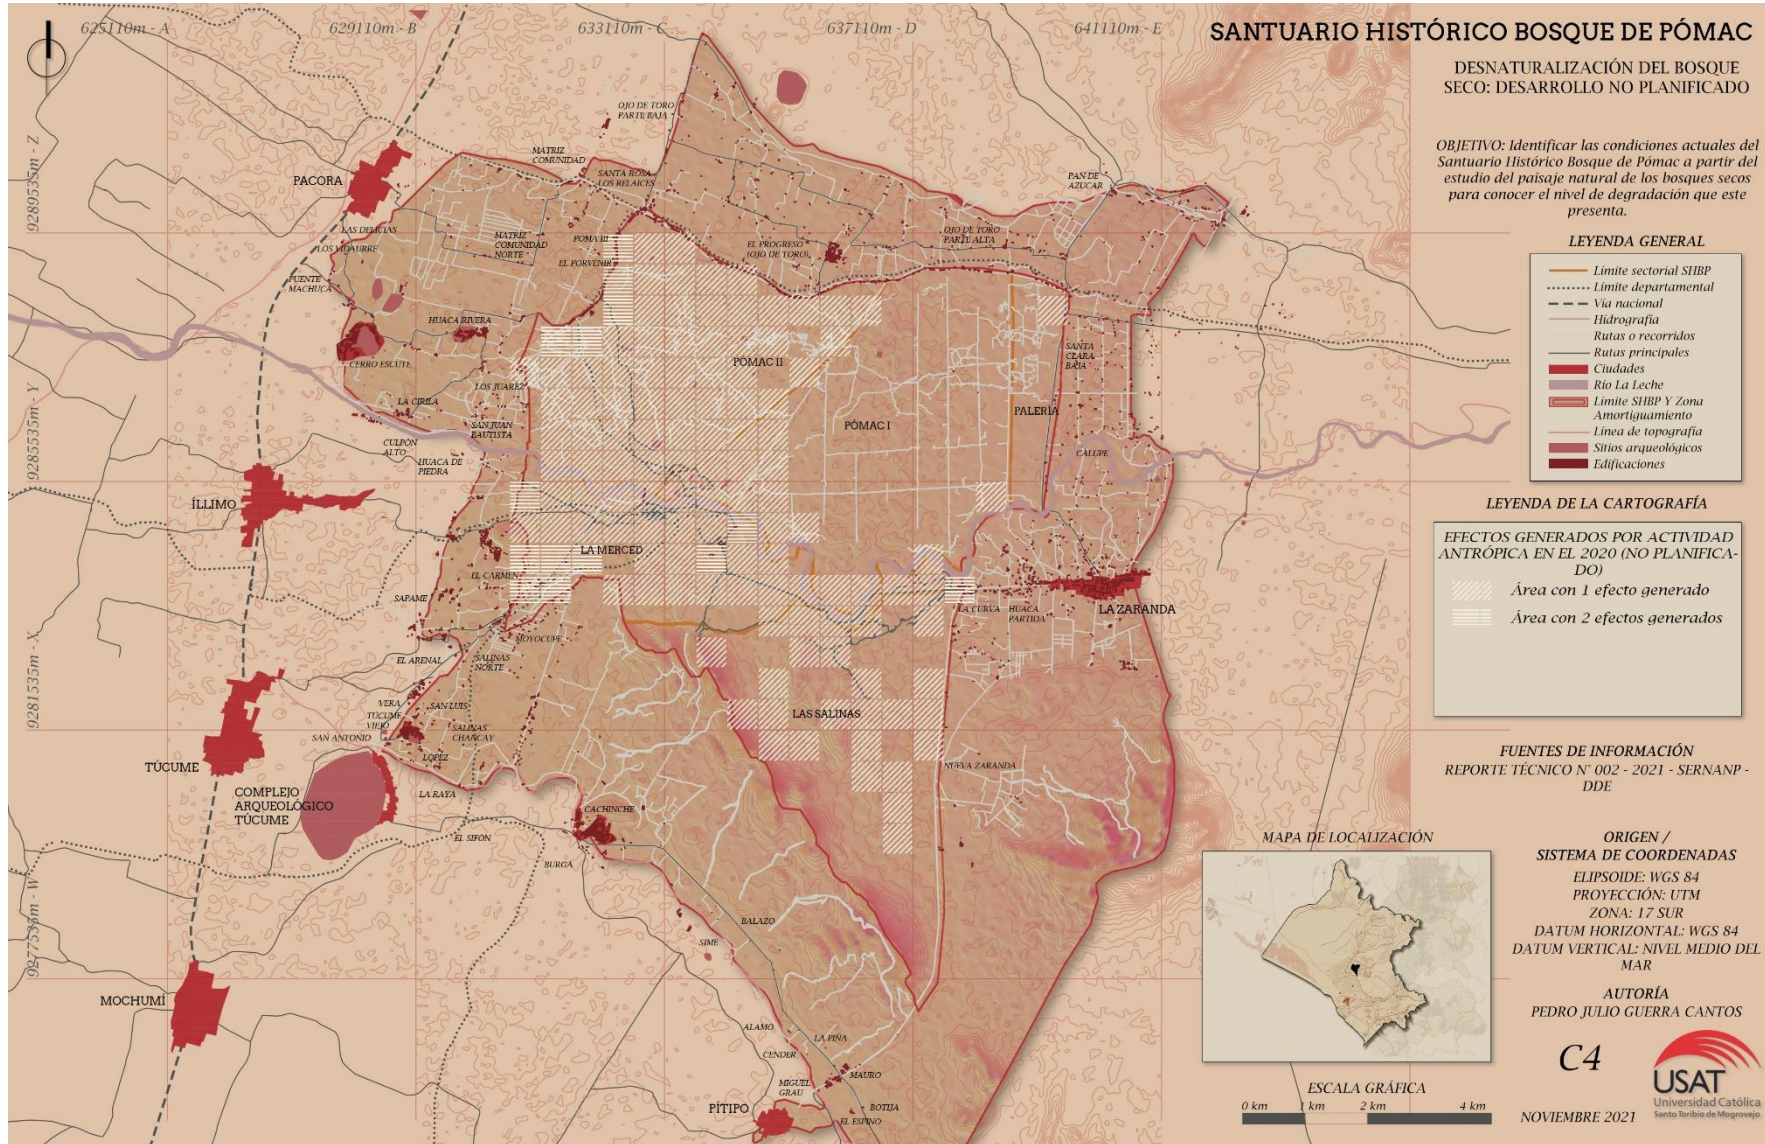 625110m - A
629110m - B
633110m - C
637110m - D
641110m - E
SANTUARIO HISTÓRICO BOSQUE DE PÓMAC
DESNATURALIZACIÓN DEL BOSQUE
SECO: DESARROLLO NO PLANIFICADO
OBJETIVO: Identificar las condiciones actuales del
Santuario Histórico Bosque de Pómac a partir del
estudio del paisaje natural de los bosques secos
para conocer el nivel de degradación que este
presenta.
LEYENDA GENERAL
Límite sectorial SHBP
Límite departamental
Vía nacional
Hidrografía
Rutas o recorridos
Rutas principales
Ciudades
Río La Leche
Límite SHBP Y Zona
Amortiguamiento
Línea de topografía
Sitios arqueológicos
Edificaciones
LEYENDA DE LA CARTOGRAFÍA
EFECTOS GENERADOS POR ACTIVIDAD
ANTRÓPICA EN EL 2020 (NO PLANIFICA-
DO)
Área con 1 efecto generado
Área con 2 efectos generados
FUENTES DE INFORMACIÓN
REPORTE TÉCNICO N° 002 - 2021 - SERNANP -
DDE
ORIGEN /
SISTEMA DE COORDENADAS
ELIPSOIDE: WGS 84
PROYECCIÓN: UTM
ZONA: 17 SUR
DATUM HORIZONTAL: WGS 84
DATUM VERTICAL: NIVEL MEDIO DEL
MAR
AUTORÍA
PEDRO JULIO GUERRA CANTOS
C4
NOVIEMBRE 2021
USAT
Universidad Católica
Santo Toribio de Mogrovejo
MAPA DE LOCALIZACIÓN
ESCALA GRÁFICA
0 km 1 km 2 km 4 km
9289535m - Z
9285535m - Y
9281535m - X
9277535m - W
OJO DE TORO
PARTE BAJA
MATRIZ
COMUNIDAD
SANTA ROSA
LOS RELAICES
PAN DE
AZUCAR
PACORA
LAS DELICIAS
LOS VIDAURRE
MATRIZ
COMUNIDAD
NORTE
POMA III
EL PORVENIR
EL PROGRESO
(OJO DE TORO)
OJO DE TORO
PARTE ALTA
PUENTE
MACHUCA
HUACA RIVERA
CERRO ESCUTE
PÓMAC II
SANTA
CLARA
BAJA
LOS JUAREZ
LA CIRILA
SAN JUAN
BAUTISTA
PÓMAC I
PALERÍA
CULPÓN
ALTO
HUACA DE
PIEDRA
CALUPE
ÍLLIMO
LA MERCED
EL CARMEN
SAPAME
LA CURVA
HUACA
PARTIDA
LA ZARANDA
MOYOCUPE
EL ARENAL
SALINAS
NORTE
VERA
TÚCUME
VIEJO
SAN LUIS
SALINAS
CHANCAY
LAS SALINAS
SAN ANTONIO
LOPEZ
NUEVA ZARANDA
TÚCUME
COMPLEJO
ARQUEOLÓGICO
TÚCUME
LA RAYA
CACHINCHE
EL SIFÓN
BURGA
BALAZO
SIME
MOCHUMÍ
ALAMO
LA PIÑA
CENDER
MAURO
MIGUEL
GRAU
PÍTIPO
BOTIJA
EL ESPINO